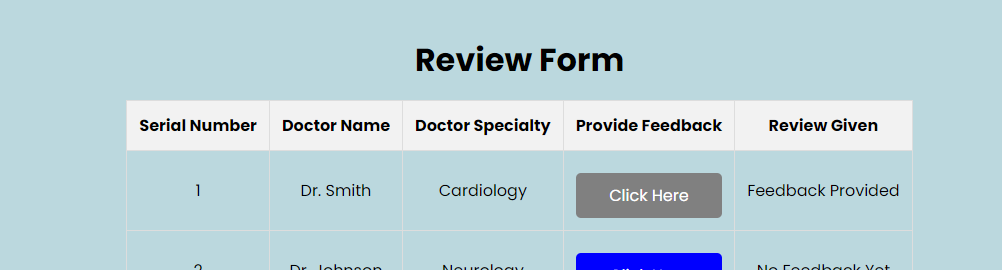 Review Form
Serial Number Doctor Name Doctor Specialty Provide Feedback Review Given
1 Dr. Smith Cardiology Click Here Feedback Provided
2 Dr. Johnson Neurology No Feedback Yet